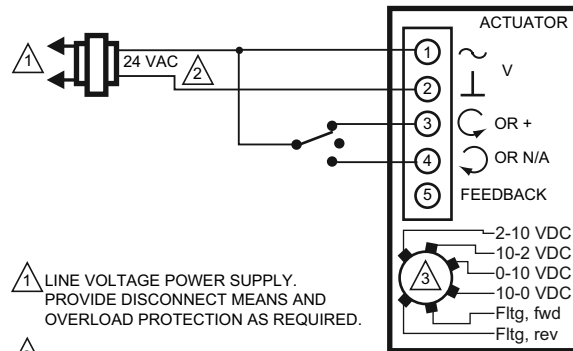 ACTUATOR
1
24 VAC
2
1
V
2
3
OR +
4
OR N/A
5
FEEDBACK
2-10 VDC
10-2 VDC
3
0-10 VDC
10-0 VDC
Fltg, fwd
Fltg, rev
1 LINE VOLTAGE POWER SUPPLY.
PROVIDE DISCONNECT MEANS AND
OVERLOAD PROTECTION AS REQUIRED.